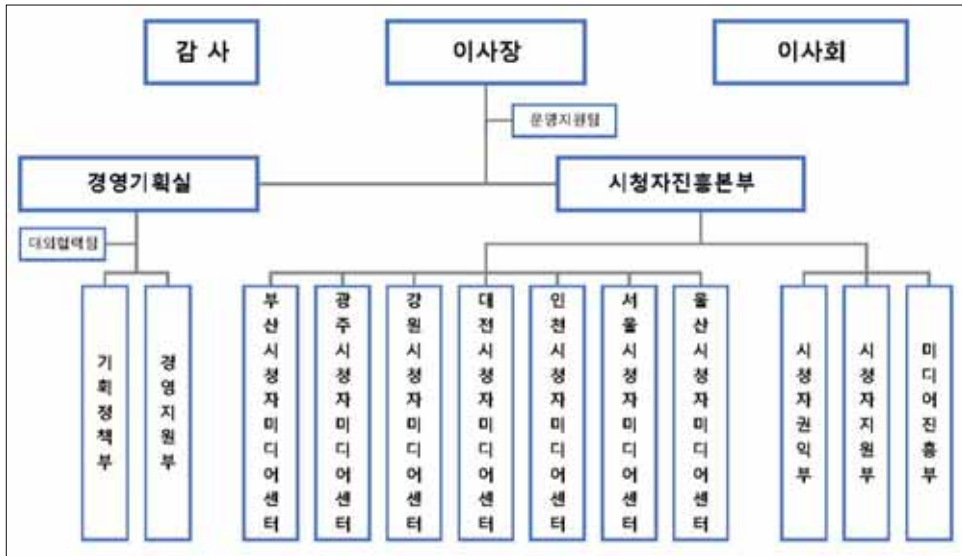 감 사
이사장
이사회
운영지원팀
경영기획실
시청자진흥본부
대외협력팀
기획정책부
경영지원부
부산시청자미디어센터
광주시청자미디어센터
강원시청자미디어센터
대전시청자미디어센터
인천시청자미디어센터
서울시청자미디어센터
울산시청자미디어센터
시청자권익부
시청자지원부
미디어진흥부